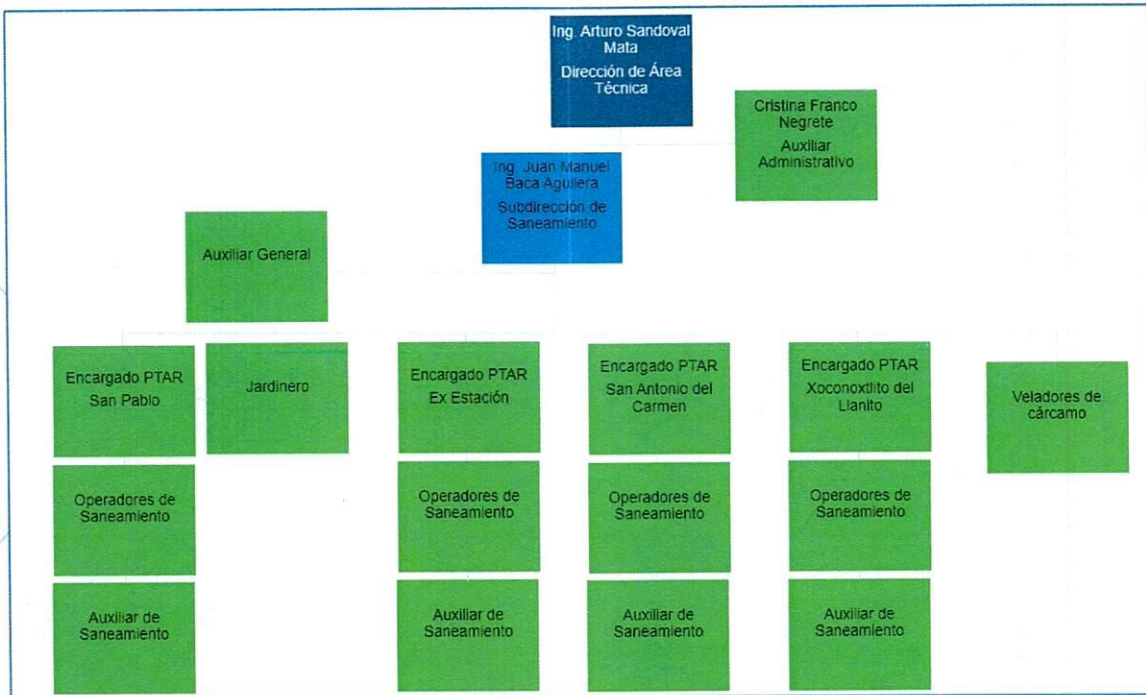 Ing. Arturo Sandoval
Mata
Dirección de Área
Técnica
Cristina Franco
Negrete
Auxiliar
Administrativo
Ing. Juan Manuel
Baca Aguilera
Subdirección de
Saneamiento
Auxiliar General
Encargado PTAR
San Pablo
Jardinero
Encargado PTAR
Ex Estación
Encargado PTAR
San Antonio del
Carmen
Encargado PTAR
Xoconoxtlito del
Llanito
Veladores de
cárcamo
Operadores de
Saneamiento
Operadores de
Saneamiento
Operadores de
Saneamiento
Operadores de
Saneamiento
Auxiliar de
Saneamiento
Auxiliar de
Saneamiento
Auxiliar de
Saneamiento
Auxiliar de
Saneamiento